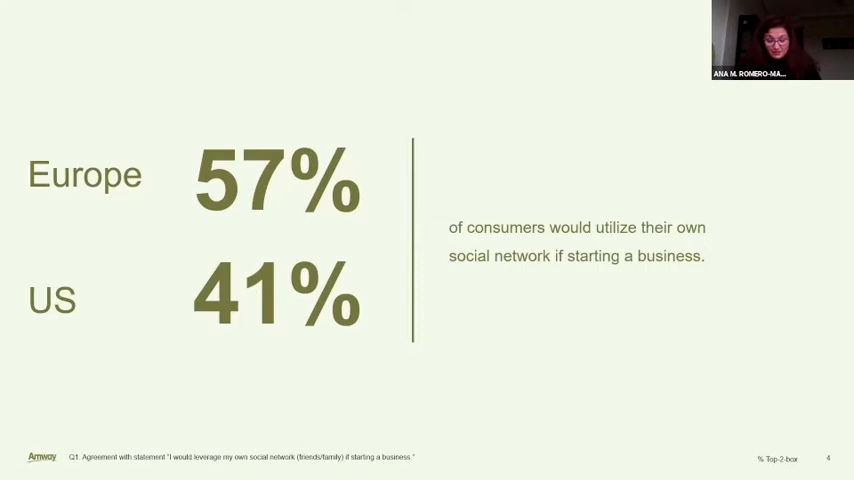 ANA M. ROMERO-MA...
Europe 57%
US 41%
of consumers would utilize their own
social network if starting a business.
Amway
Q1. Agreement with statement "I would leverage my own social network (friends/family) if starting a business."
% Top-2-box
4